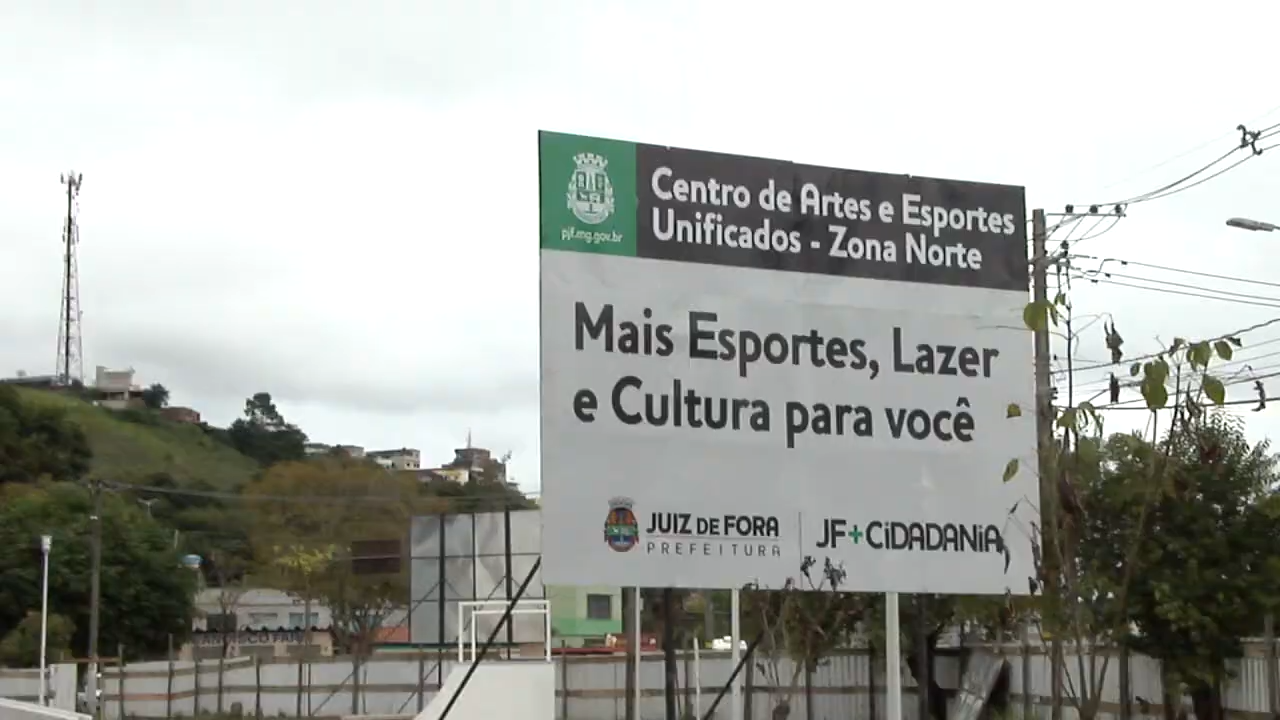 pjf.mg.gov.br
Centro de Artes e Esportes
Unificados - Zona Norte
Mais Esportes, Lazer
e Cultura para você
JUIZ DE FORA
PREFEITURA
JF+CiDADANiA